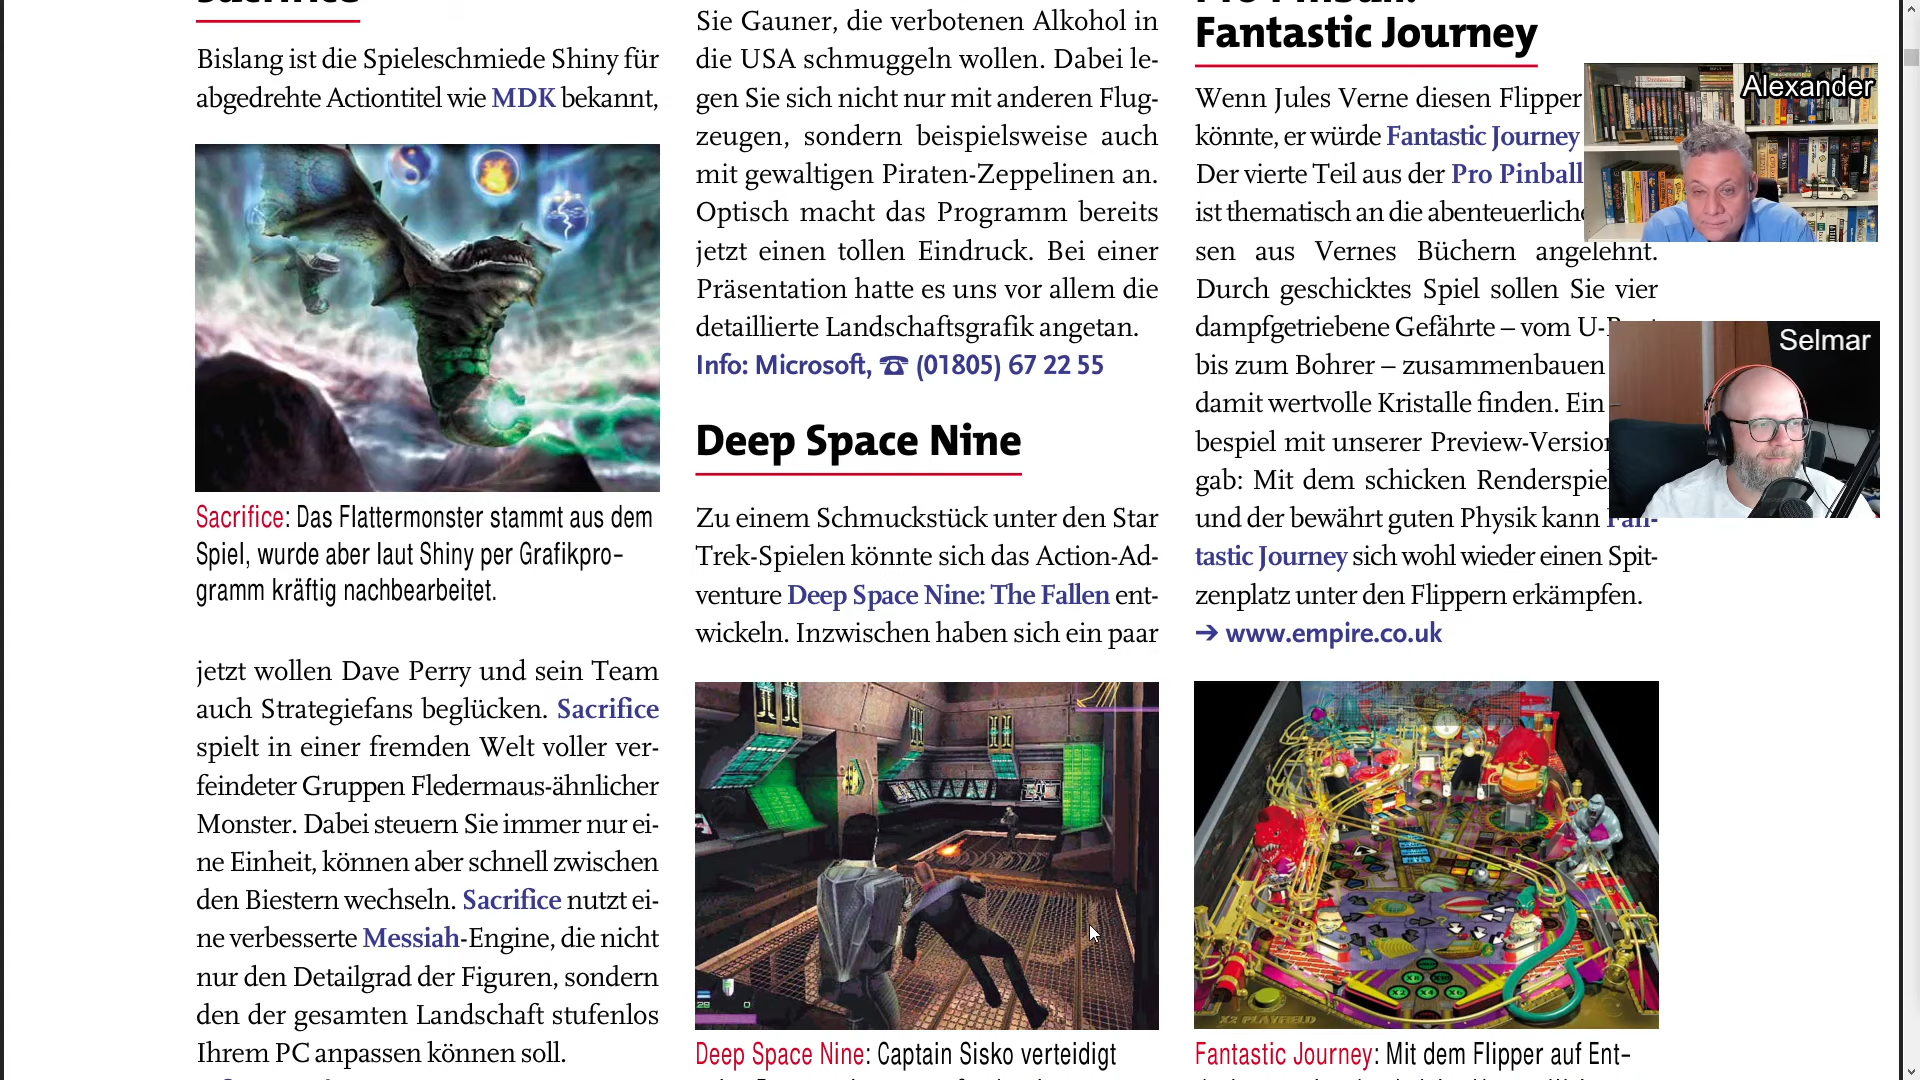 Sacrifice
Bislang ist die Spieleschmiede Shiny für
abgedrehte Actiontitel wie MDK bekannt,
Sacrifice: Das Flattermonster stammt aus dem
Spiel, wurde aber laut Shiny per Grafikpro-
gramm kräftig nachbearbeitet.
jetzt wollen Dave Perry und sein Team
auch Strategiefans beglücken. Sacrifice
spielt in einer fremden Welt voller ver-
feindeter Gruppen Fledermaus-ähnlicher
Monster. Dabei steuern Sie immer nur ei-
ne Einheit, können aber schnell zwischen
den Biestern wechseln. Sacrifice nutzt ei-
ne verbesserte Messiah-Engine, die nicht
nur den Detailgrad der Figuren, sondern
den der gesamten Landschaft stufenlos
Ihrem PC anpassen können soll.
Sie Gauner, die verbotenen Alkohol in
die USA schmuggeln wollen. Dabei le-
gen Sie sich nicht nur mit anderen Flug-
zeugen, sondern beispielsweise auch
mit gewaltigen Piraten-Zeppelinen an.
Optisch macht das Programm bereits
jetzt einen tollen Eindruck. Bei einer
Präsentation hatte es uns vor allem die
detaillierte Landschaftsgrafik angetan.
Info: Microsoft, ☎ (01805) 67 22 55
Deep Space Nine
Zu einem Schmuckstück unter den Star
Trek-Spielen könnte sich das Action-Ad-
venture Deep Space Nine: The Fallen ent-
wickeln. Inzwischen haben sich ein paar
Deep Space Nine: Captain Sisko verteidigt
Pro Pinball:
Fantastic Journey
Wenn Jules Verne diesen Flipper
könnte, er würde Fantastic Journey
Der vierte Teil aus der Pro Pinball
ist thematisch an die abenteuerliche
sen aus Vernes Büchern angelehnt.
Durch geschicktes Spiel sollen Sie vier
dampfgetriebene Gefährte – vom U-
bis zum Bohrer – zusammenbauen
damit wertvolle Kristalle finden. Ein
bespiel mit unserer Preview-Version
gab: Mit dem schicken Renderspiel
und der bewährt guten Physik kann Fan-
tastic Journey sich wohl wieder einen Spit-
zenplatz unter den Flippern erkämpfen.
→ www.empire.co.uk
X2 PLAYFIELD
Fantastic Journey: Mit dem Flipper auf Ent-
Alexander
Selmar